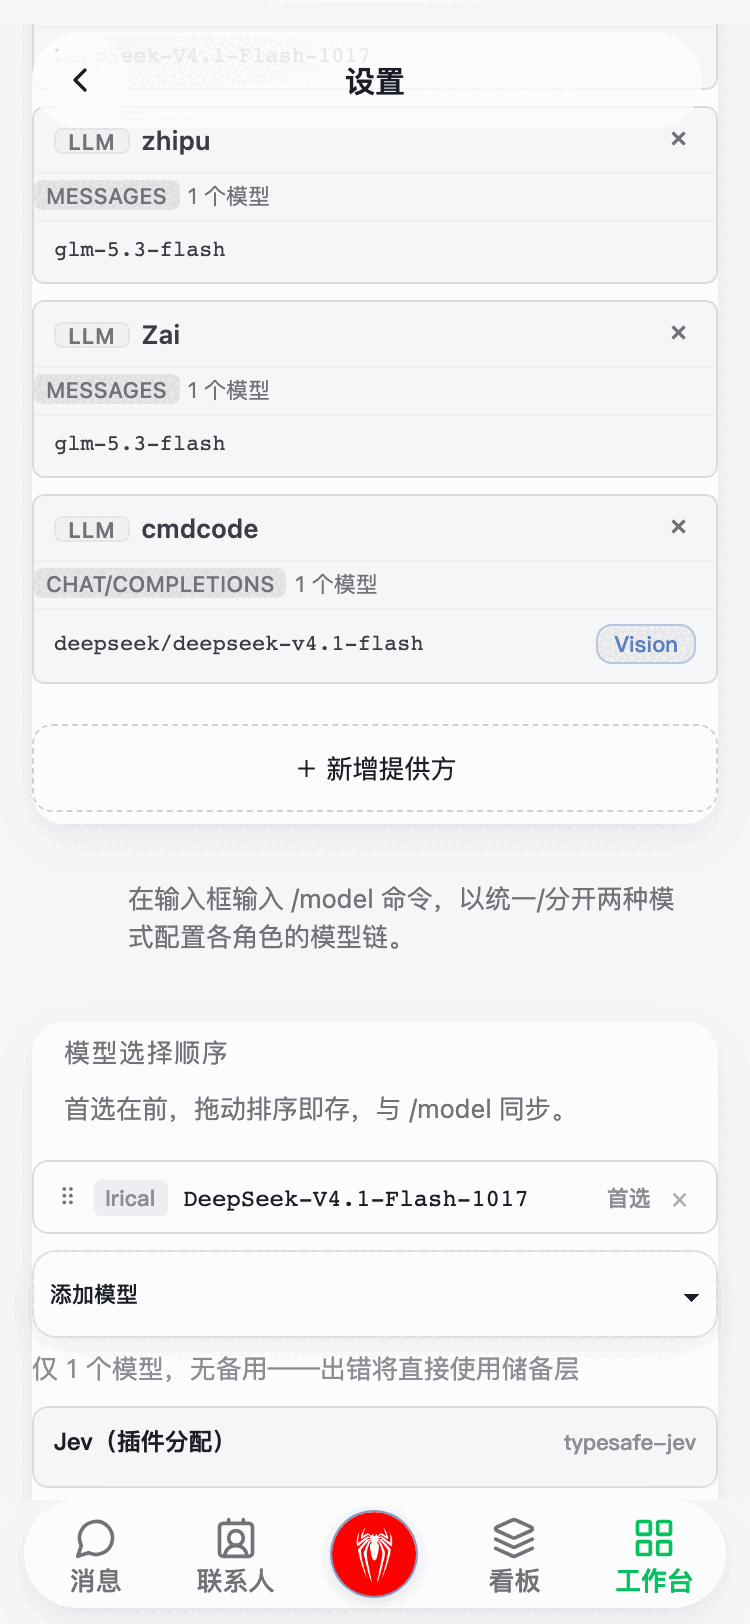 DeepSeek-V4.1-Flash-1017
设置
LLM zhipu ×
MESSAGES 1 个模型
glm-5.3-flash
LLM Zai ×
MESSAGES 1 个模型
glm-5.3-flash
LLM cmdcode ×
CHAT/COMPLETIONS 1 个模型
deepseek/deepseek-v4.1-flash Vision
+ 新增提供方
在输入框输入 /model 命令，以统一/分开两种模
式配置各角色的模型链。
模型选择顺序
首选在前，拖动排序即存，与 /model 同步。
lrical DeepSeek-V4.1-Flash-1017 首选 ×
添加模型
仅 1 个模型，无备用——出错将直接使用储备层
Jev（插件分配） typesafe-jev
消息 联系人 看板 工作台